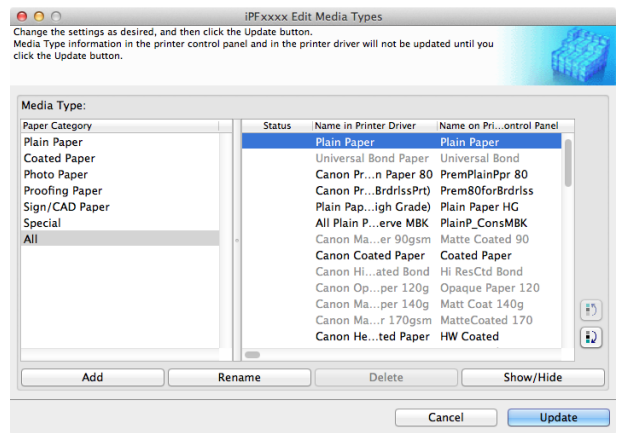 iPFxxxx Edit Media Types
Change the settings as desired, and then click the Update button.
Media Type information in the printer control panel and in the printer driver will not be updated until you
click the Update button.
Media Type:
Paper Category Status Name in Printer Driver Name on Pri...ontrol Panel
Plain Paper Plain Paper Plain Paper
Coated Paper Universal Bond Paper Universal Bond
Photo Paper Canon Pr...n Paper 80 PremPlainPpr 80
Proofing Paper Canon Pr...BrdrlssPrt) Prem80forBrdrlss
Sign/CAD Paper Plain Pap...igh Grade) Plain Paper HG
Special All Plain P...erve MBK PlainP_ConsMBK
All Canon Ma...er 90gsm Matte Coated 90
Canon Coated Paper Coated Paper
Canon Hi...ated Bond Hi ResCtd Bond
Canon Op...per 120g Opaque Paper 120
Canon Ma...per 140g Matt Coat 140g
Canon Ma...r 170gsm MatteCoated 170
Canon He...ted Paper HW Coated
Add Rename Delete Show/Hide
Cancel Update